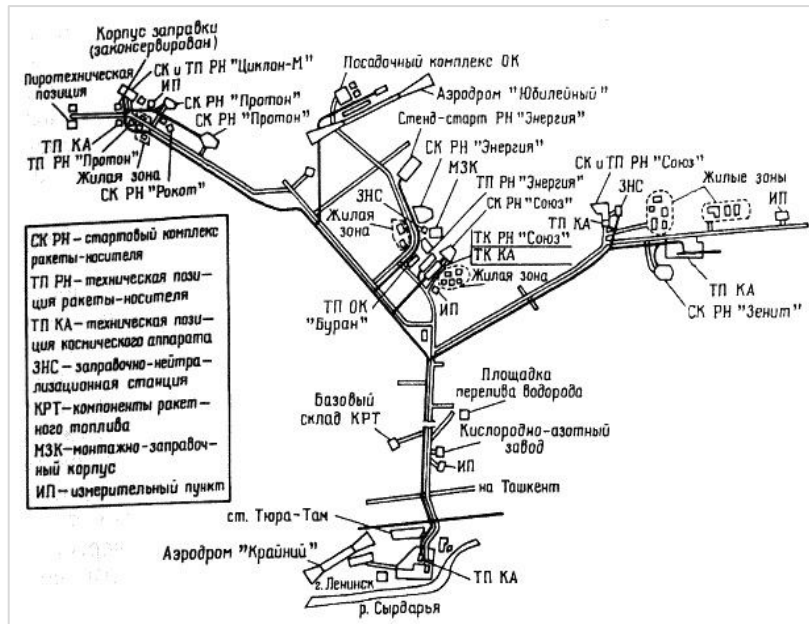 Корпус заправки
(законсервирован)
Пиротехническая
позиция
СК и ТП РН "Циклон-М"
ИП
СК РН "Протон"
СК РН "Протон"
ТП КА
ТП РН "Протон"
Жилая зона
СК РН "Рокот"
Посадочный комплекс ОК
Аэродром "Юбилейный"
Стенд-старт РН "Энергия"
СК РН "Энергия"
МЗК
ТП РН "Энергия"
СК РН "Союз"
ЗНС
Жилая
зона
ТК РН "Союз"
ТК КА
Жилая зона
ТП ОК
"Буран"
ИП
СК и ТП РН "Союз"
ЗНС
Жилые зоны
ИП
ТП КА
ТП КА
СК РН "Зенит"
СК РН — стартовый комплекс
ракеты-носителя
ТП РН — техническая пози-
ция ракеты-носителя
ТП КА — техническая пози-
ция космического аппарата
ЗНС — заправочно-нейтра-
лизационная станция
КРТ — компоненты ракет-
ного топлива
МЗК — монтажно-заправоч-
ный корпус
ИП — измерительный пункт
Площадка
перелива водорода
Базовый
склад КРТ
Кислородно-азотный
завод
ИП
на Ташкент
ст. Тюра-Там
Аэродром "Крайний"
г. Ленинск
ТП КА
р. Сырдарья